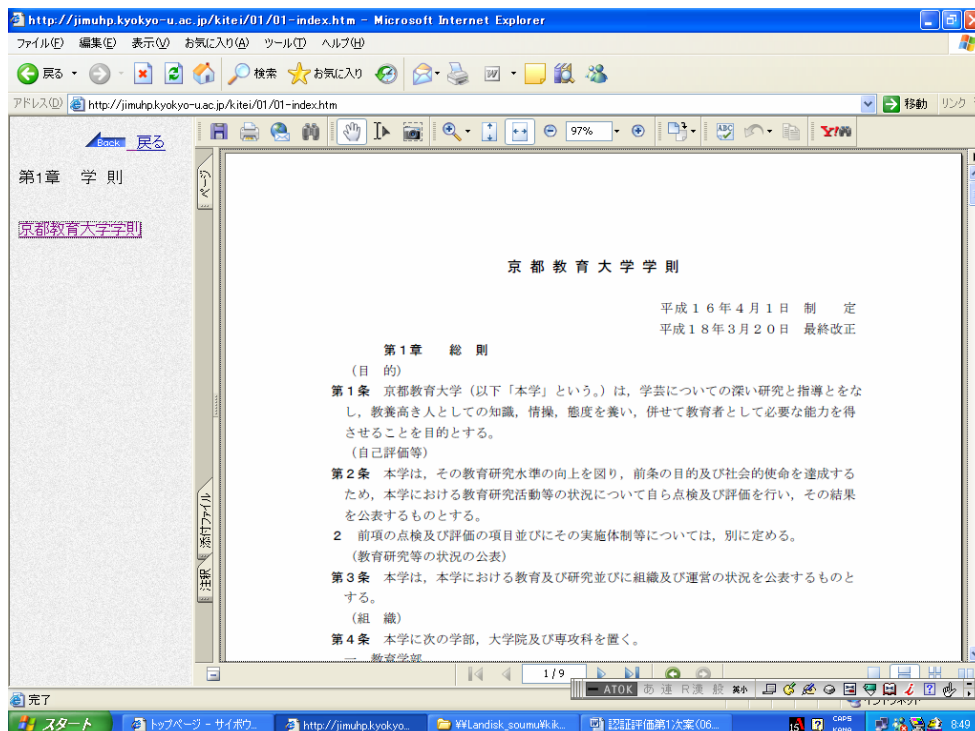 http://jimuhp.kyokyo-u.ac.jp/kitei/01/01-index.htm - Microsoft Internet Explorer
ファイル(F) 編集(E) 表示(V) お気に入り(A) ツール(T) ヘルプ(H)
戻る 検索 お気に入り
アドレス(D) http://jimuhp.kyokyo-u.ac.jp/kitei/01/01-index.htm 移動 リンク
Back 戻る
97%
Y!
第1章 学 則
京都教育大学学則
ページ
添付ファイル
注釈
京 都 教 育 大 学 学 則
平成16年4月1日 制 定
平成18年3月20日 最終改正
第1章 総 則
(目 的)
第1条 京都教育大学(以下「本学」という。)は,学芸についての深い研究と指導とをな
し,教養高き人としての知識,情操,態度を養い,併せて教育者として必要な能力を得
させることを目的とする。
(自己評価等)
第2条 本学は,その教育研究水準の向上を図り,前条の目的及び社会的使命を達成する
ため,本学における教育研究活動等の状況について自ら点検及び評価を行い,その結果
を公表するものとする。
2 前項の点検及び評価の項目並びにその実施体制等については,別に定める。
(教育研究等の状況の公表)
第3条 本学は,本学における教育及び研究並びに組織及び運営の状況を公表するものと
する。
(組 織)
第4条 本学に次の学部,大学院及び専攻科を置く。
一 教育学部
1/9
ATOK あ 連 R漢 般 英小
完了
スタート トップページ - サイボウ... http://jimuhp.kyokyo... ¥¥Landisk_soumu¥kik... 認証評価第1次案(06... 15 CAPS KANA 8:49